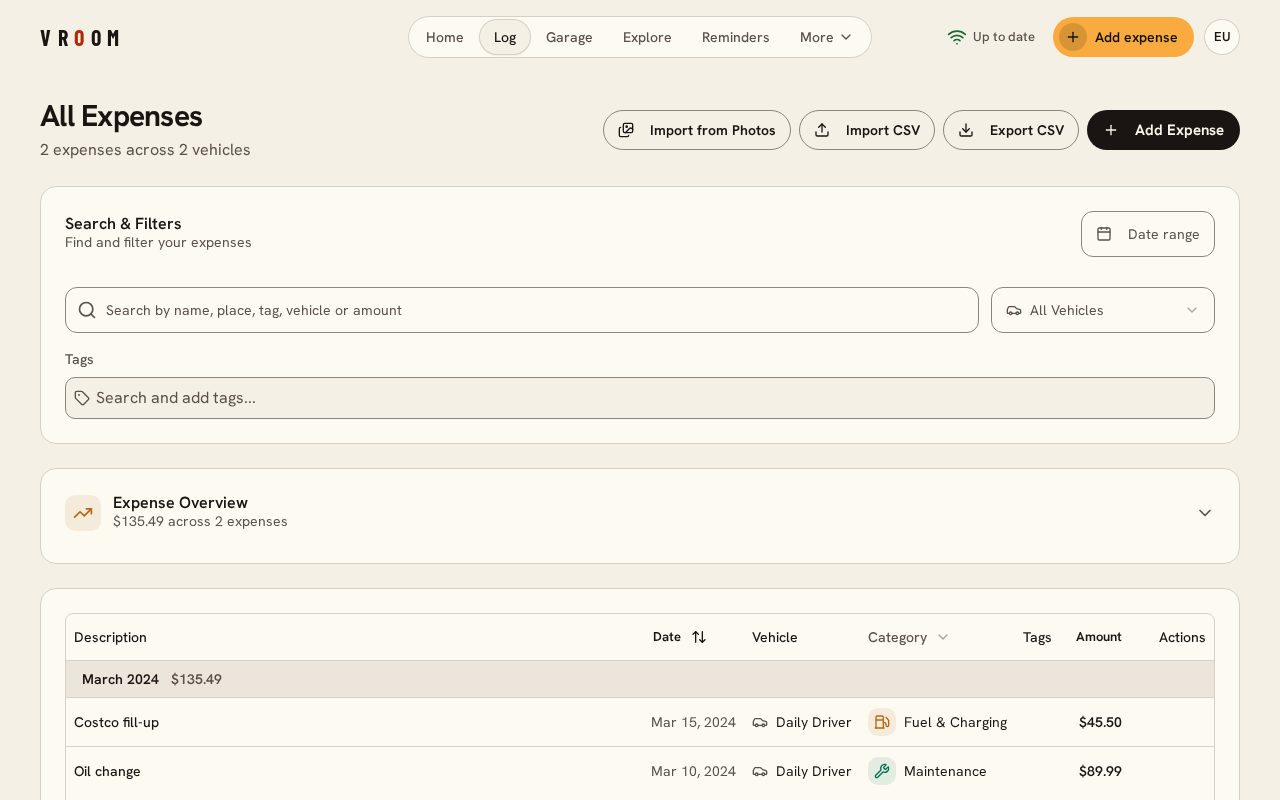 VROOM
Home Log Garage Explore Reminders More
Up to date
Add expense
EU
All Expenses
2 expenses across 2 vehicles
Import from Photos
Import CSV
Export CSV
Add Expense
Search & Filters
Find and filter your expenses
Date range
Search by name, place, tag, vehicle or amount
All Vehicles
Tags
Search and add tags...
Expense Overview
$135.49 across 2 expenses
Description Date Vehicle Category Tags Amount Actions
March 2024 $135.49
Costco fill-up Mar 15, 2024 Daily Driver Fuel & Charging $45.50
Oil change Mar 10, 2024 Daily Driver Maintenance $89.99